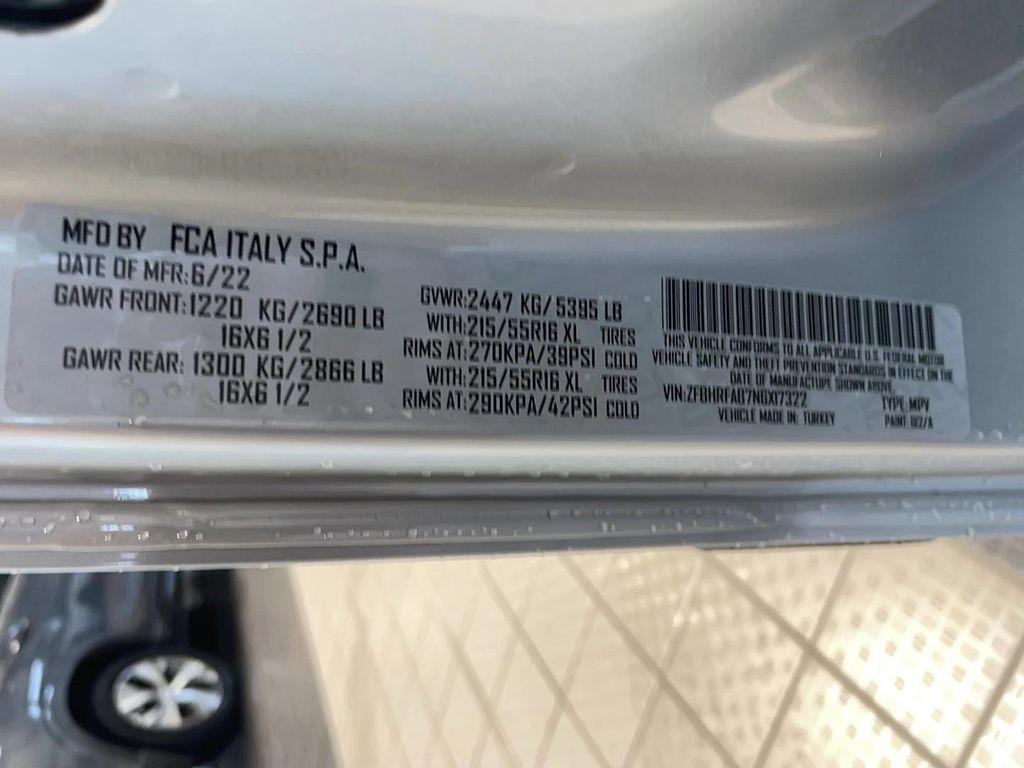 MFD BY FCA ITALY S.P.A.
DATE OF MFR:6/22
GAWR FRONT:1220 KG/2690 LB
16X6 1/2
GAWR REAR: 1300 KG/2866 LB
16X6 1/2
GVWR:2447 KG/5395 LB
WITH:215/55R16 XL TIRES
RIMS AT:270KPA/39PSI COLD
WITH:215/55R16 XL TIRES
RIMS AT:290KPA/42PSI COLD
THIS VEHICLE CONFORMS TO ALL APPLICABLE U.S. FEDERAL MOTOR
VEHICLE SAFETY AND THEFT PREVENTION STANDARDS IN EFFECT ON THE
DATE OF MANUFACTURE SHOWN ABOVE.
VIN:ZFBHRFAB7N6X17322 TYPE: MPV
VEHICLE MADE IN: TURKEY PAINT: 612/A